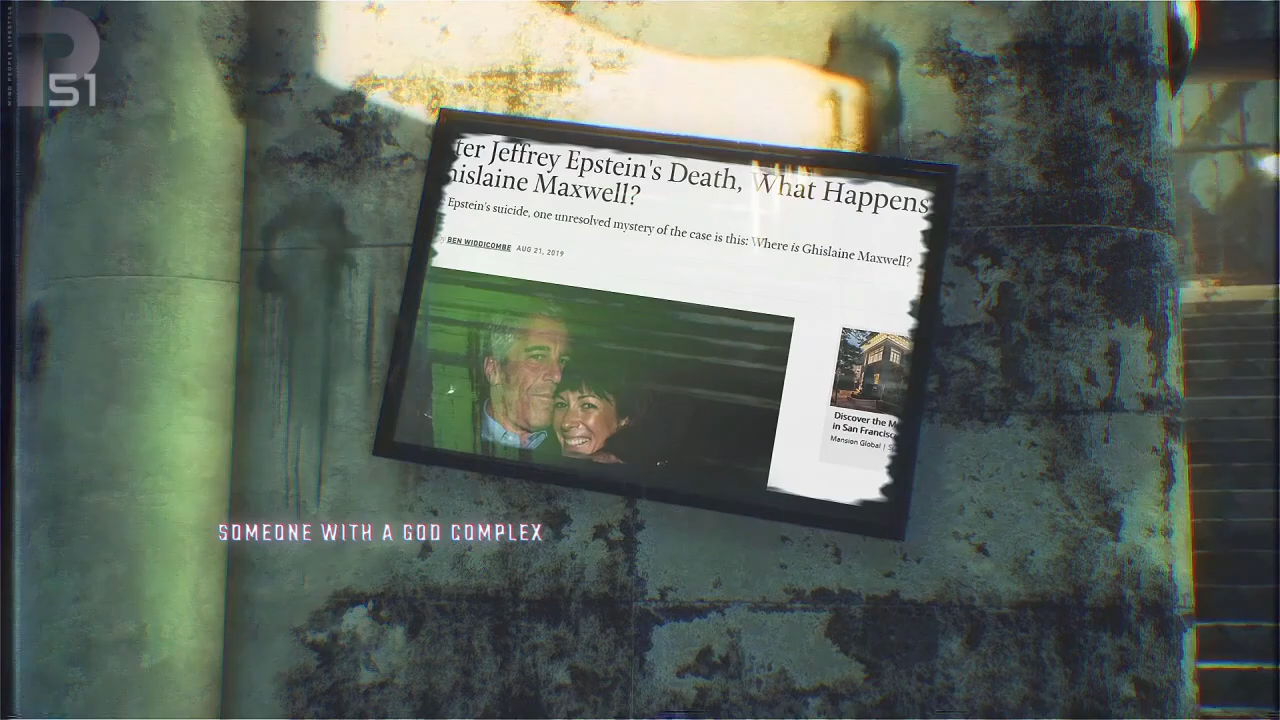 51
ter Jeffrey Epstein's Death, What Happens
hislaine Maxwell?
Epstein's suicide, one unresolved mystery of the case is this: Where is Ghislaine Maxwell?
BEN WIDDICOMBE AUG 21, 2019
Discover the M
in San Francisc
Mansion Global |
SOMEONE WITH A GOD COMPLEX